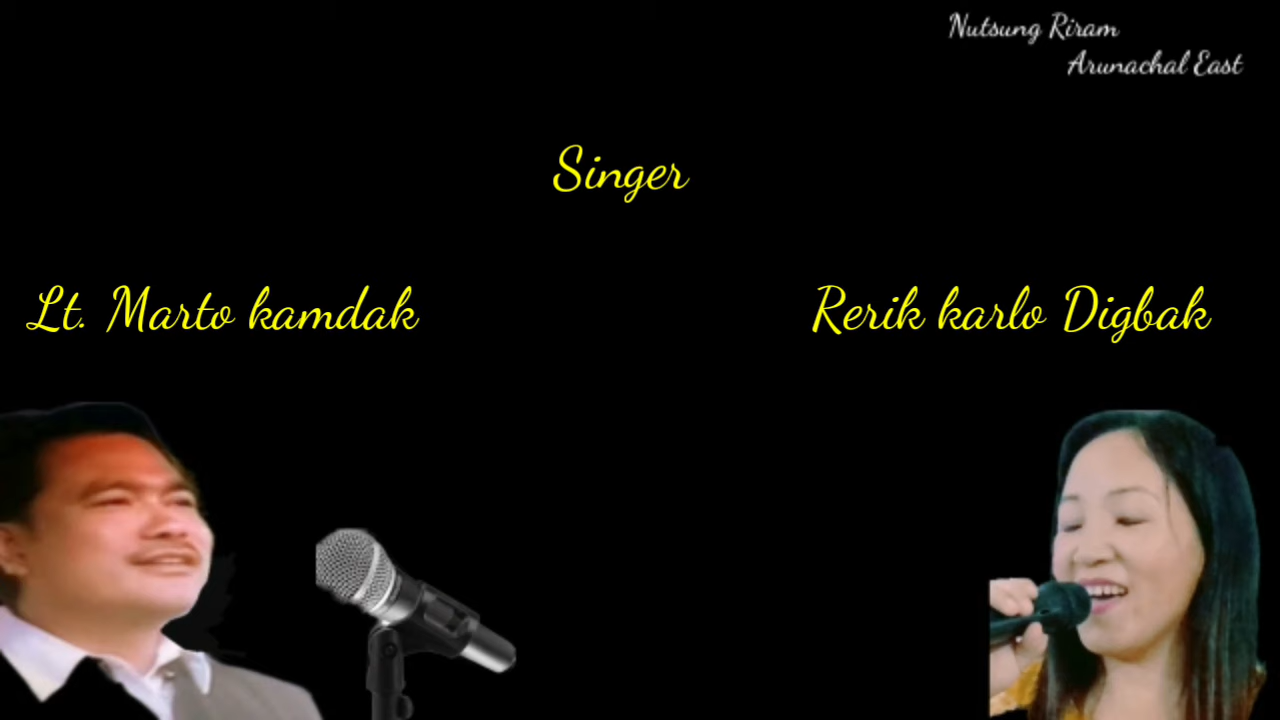 Nutsung Riram
Arunachal East
Singer
Lt. Marto kamdak
Rerik karlo Digbak